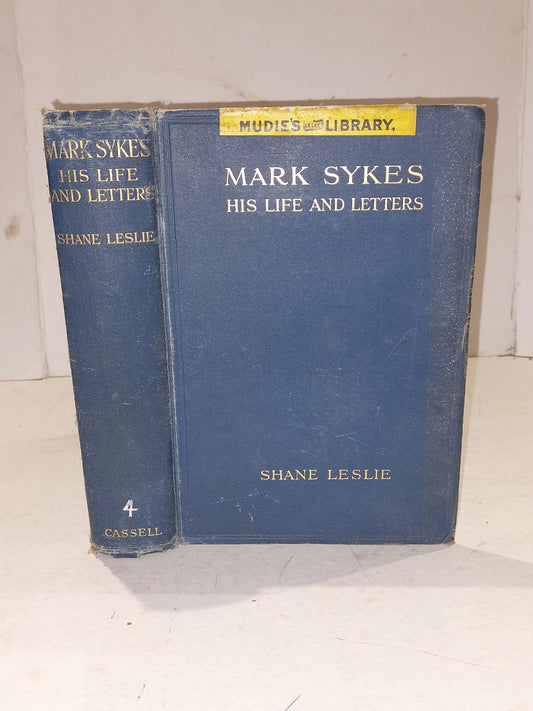 MARK SYKES
HIS LIFE
AND LETTERS
SHANE LESLIE
4
CASSELL
MUDIE'S LIBRARY,
MARK SYKES
HIS LIFE AND LETTERS
SHANE LESLIE